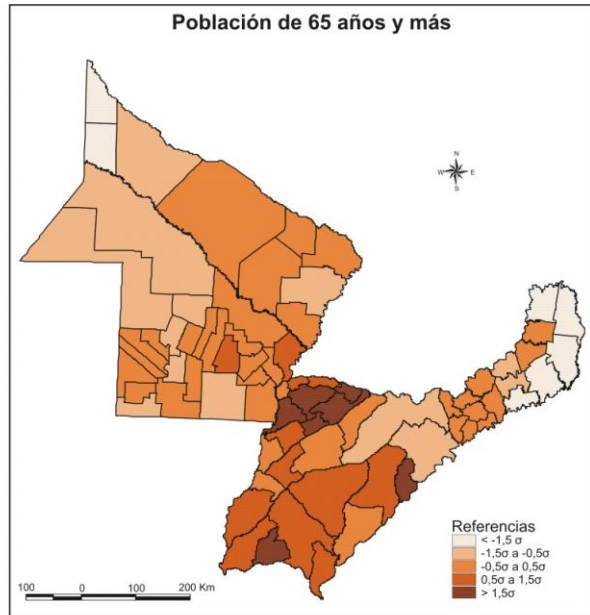 Población de 65 años y más
N
W E
S
Referencias
< -1,5 σ
-1,5σ a -0,5σ
-0,5σ a 0,5σ
0,5σ a 1,5σ
> 1,5σ
100 0 100 200 Km